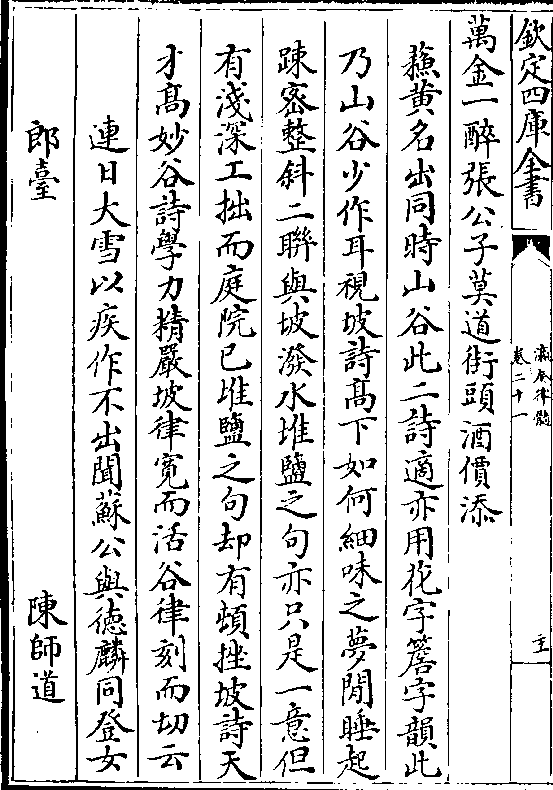 欽定四庫全書
瀛奎律髓
卷二十一
主
萬金一醉張公子莫道街頭酒價添
蘇黄名出同時山谷此二詩適亦用花字簷字韻此
乃山谷少作耳視坡詩髙下如何細味之夢閒睡起
踈宻整斜二聯與坡潑水堆鹽之句亦只是一意但
有淺深工拙而庭院已堆鹽之句却有頓挫坡詩天
才髙妙谷詩學力精嚴坡律寛而活谷律刻而切云
連日大雪以疾作不出聞蘇公與徳麟同登女
郎臺　陳師道